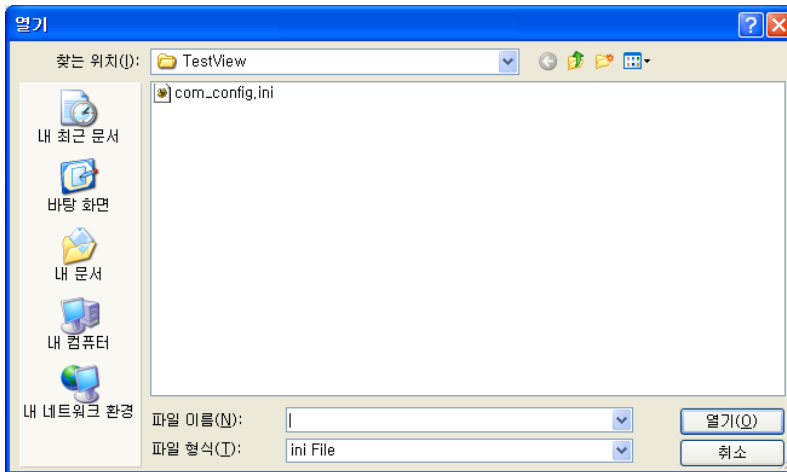 열기
찾는 위치(I): TestView
com_config.ini
내 최근 문서
바탕 화면
내 문서
내 컴퓨터
내 네트워크 환경
파일 이름(N):
열기(O)
파일 형식(T): ini File
취소